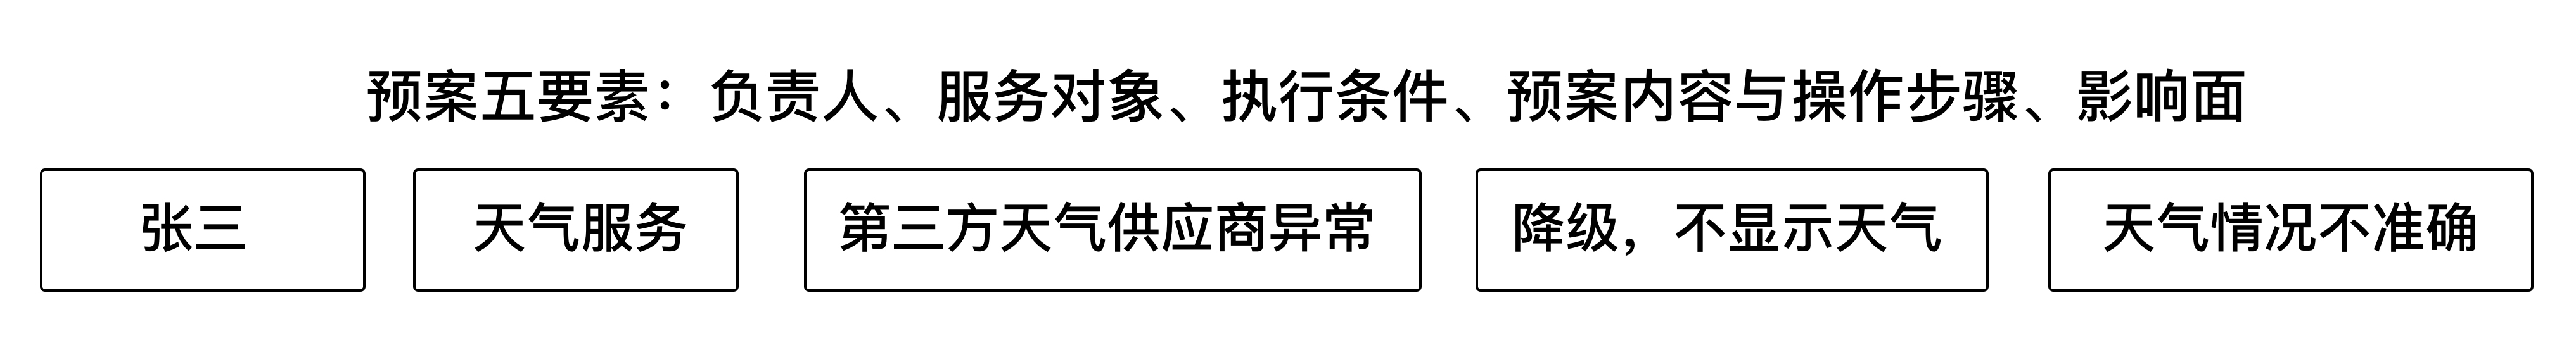 预案五要素：负责人、服务对象、执行条件、预案内容与操作步骤、影响面
张三
天气服务
第三方天气供应商异常
降级，不显示天气
天气情况不准确